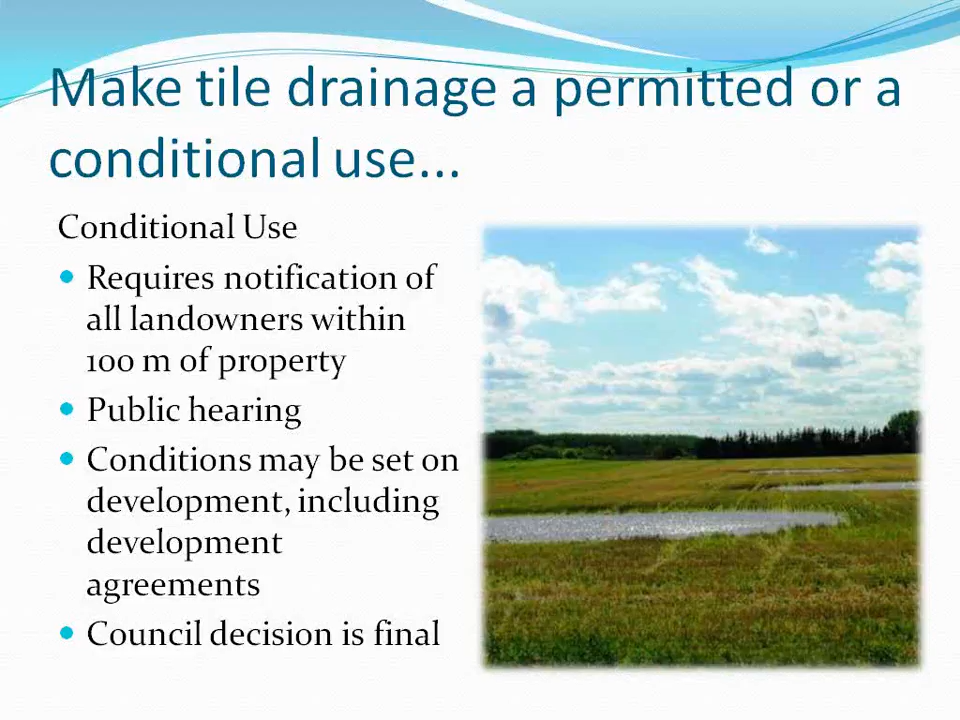 Make tile drainage a permitted or a
conditional use...
Conditional Use
• Requires notification of
all landowners within
100 m of property
• Public hearing
• Conditions may be set on
development, including
development
agreements
• Council decision is final